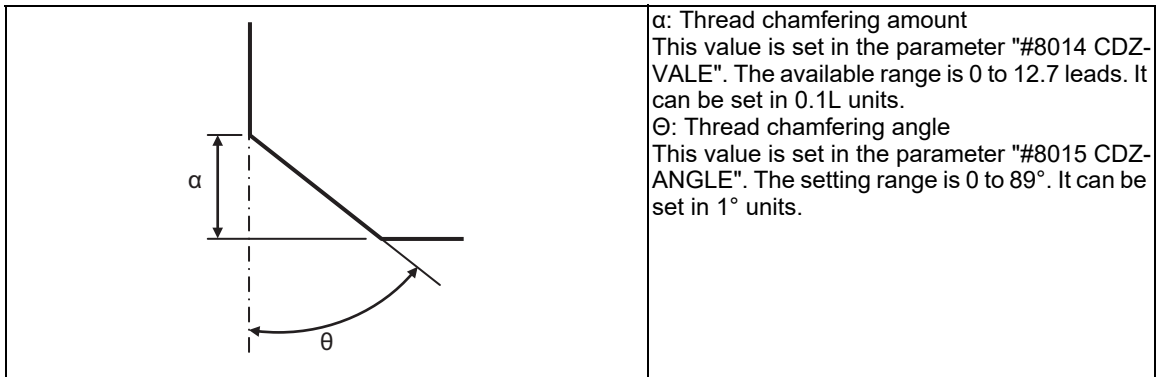 α
θ
α: Thread chamfering amount
This value is set in the parameter "#8014 CDZ-
VALE". The available range is 0 to 12.7 leads. It
can be set in 0.1L units.
Θ: Thread chamfering angle
This value is set in the parameter "#8015 CDZ-
ANGLE". The setting range is 0 to 89°. It can be
set in 1° units.